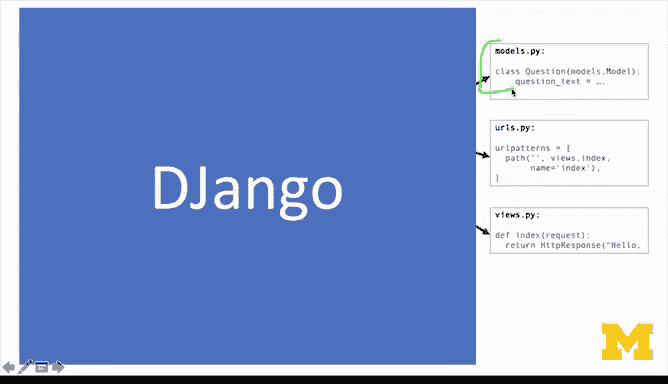 DJango
models.py:
class Question(models.Model):
question_text = ….
urls.py:
urlpatterns = [
path('', views.index,
name='index'),
]
views.py:
def index(request):
return HttpResponse("Hello,
M